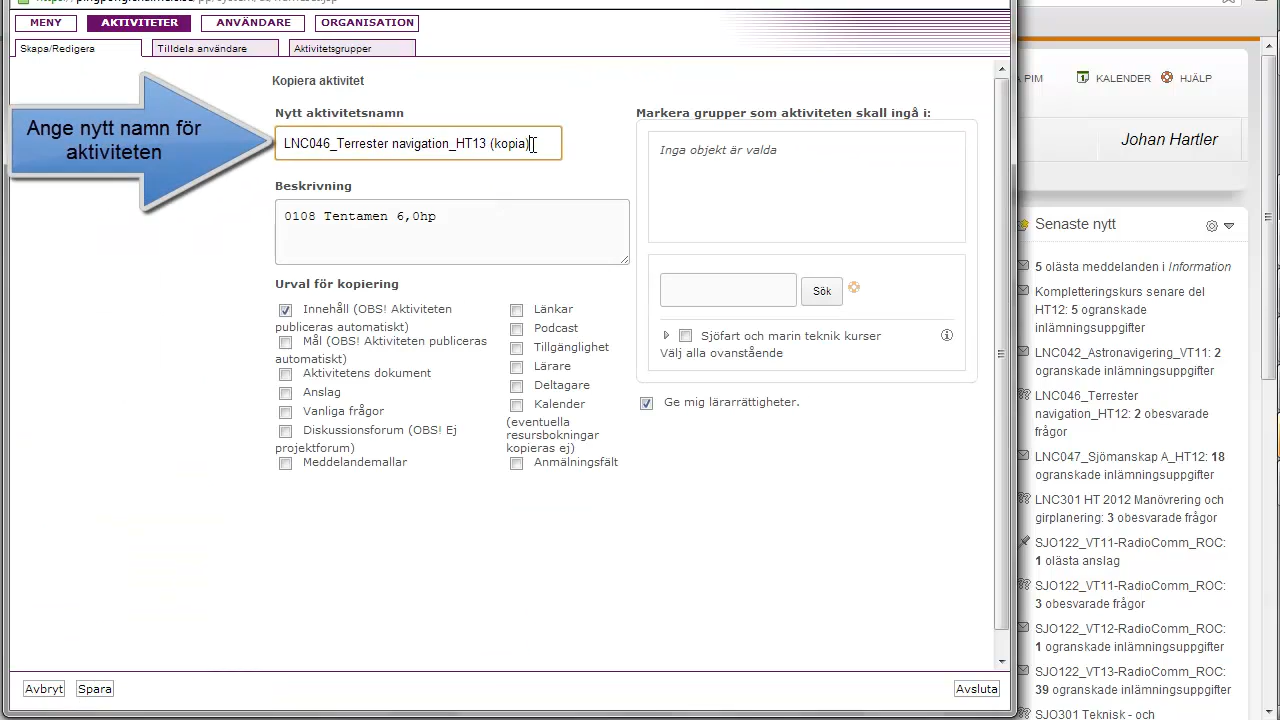 MENY
AKTIVITETER
ANVÄNDARE
ORGANISATION
Skapa/Redigera
Tilldela användare
Aktivitetsgrupper
Kopiera aktivitet
Ange nytt namn för
aktiviteten
Nytt aktivitetsnamn
LNC046_Terrester navigation_HT13 (kopia)
Beskrivning
0108 Tentamen 6,0hp
Urval för kopiering
Innehåll (OBS! Aktiviteten
publiceras automatiskt)
Mål (OBS! Aktiviteten publiceras
automatiskt)
Aktivitetens dokument
Anslag
Vanliga frågor
Diskussionsforum (OBS! Ej
projektforum)
Meddelandemallar
Länkar
Podcast
Tillgänglighet
Lärare
Deltagare
Kalender
(eventuella
resursbokningar
kopieras ej)
Anmälningsfält
Markera grupper som aktiviteten skall ingå i:
Inga objekt är valda
Sök
Sjöfart och marin teknik kurser
Välj alla ovanstående
Ge mig lärarrättigheter.
Avbryt
Spara
Avsluta
PIM
KALENDER
HJÄLP
Johan Hartler
Senaste nytt
5 olästa meddelanden i Information
Kompletteringskurs senare del
HT12: 5 ogranskade
inlämningsuppgifter
LNC042_Astronavigering_VT11: 2
ogranskade inlämningsuppgifter
LNC046_Terrester
navigation_HT12: 2 obesvarade
frågor
LNC047_Sjömanskap A_HT12: 18
ogranskade inlämningsuppgifter
LNC301 HT 2012 Manövrering och
girplanering: 3 obesvarade frågor
SJO122_VT11-RadioComm_ROC:
1 olästa anslag
SJO122_VT11-RadioComm_ROC:
3 obesvarade frågor
SJO122_VT12-RadioComm_ROC:
1 ogranskade inlämningsuppgifter
SJO122_VT13-RadioComm_ROC:
39 ogranskade inlämningsuppgifter
SJO301 Teknisk - och